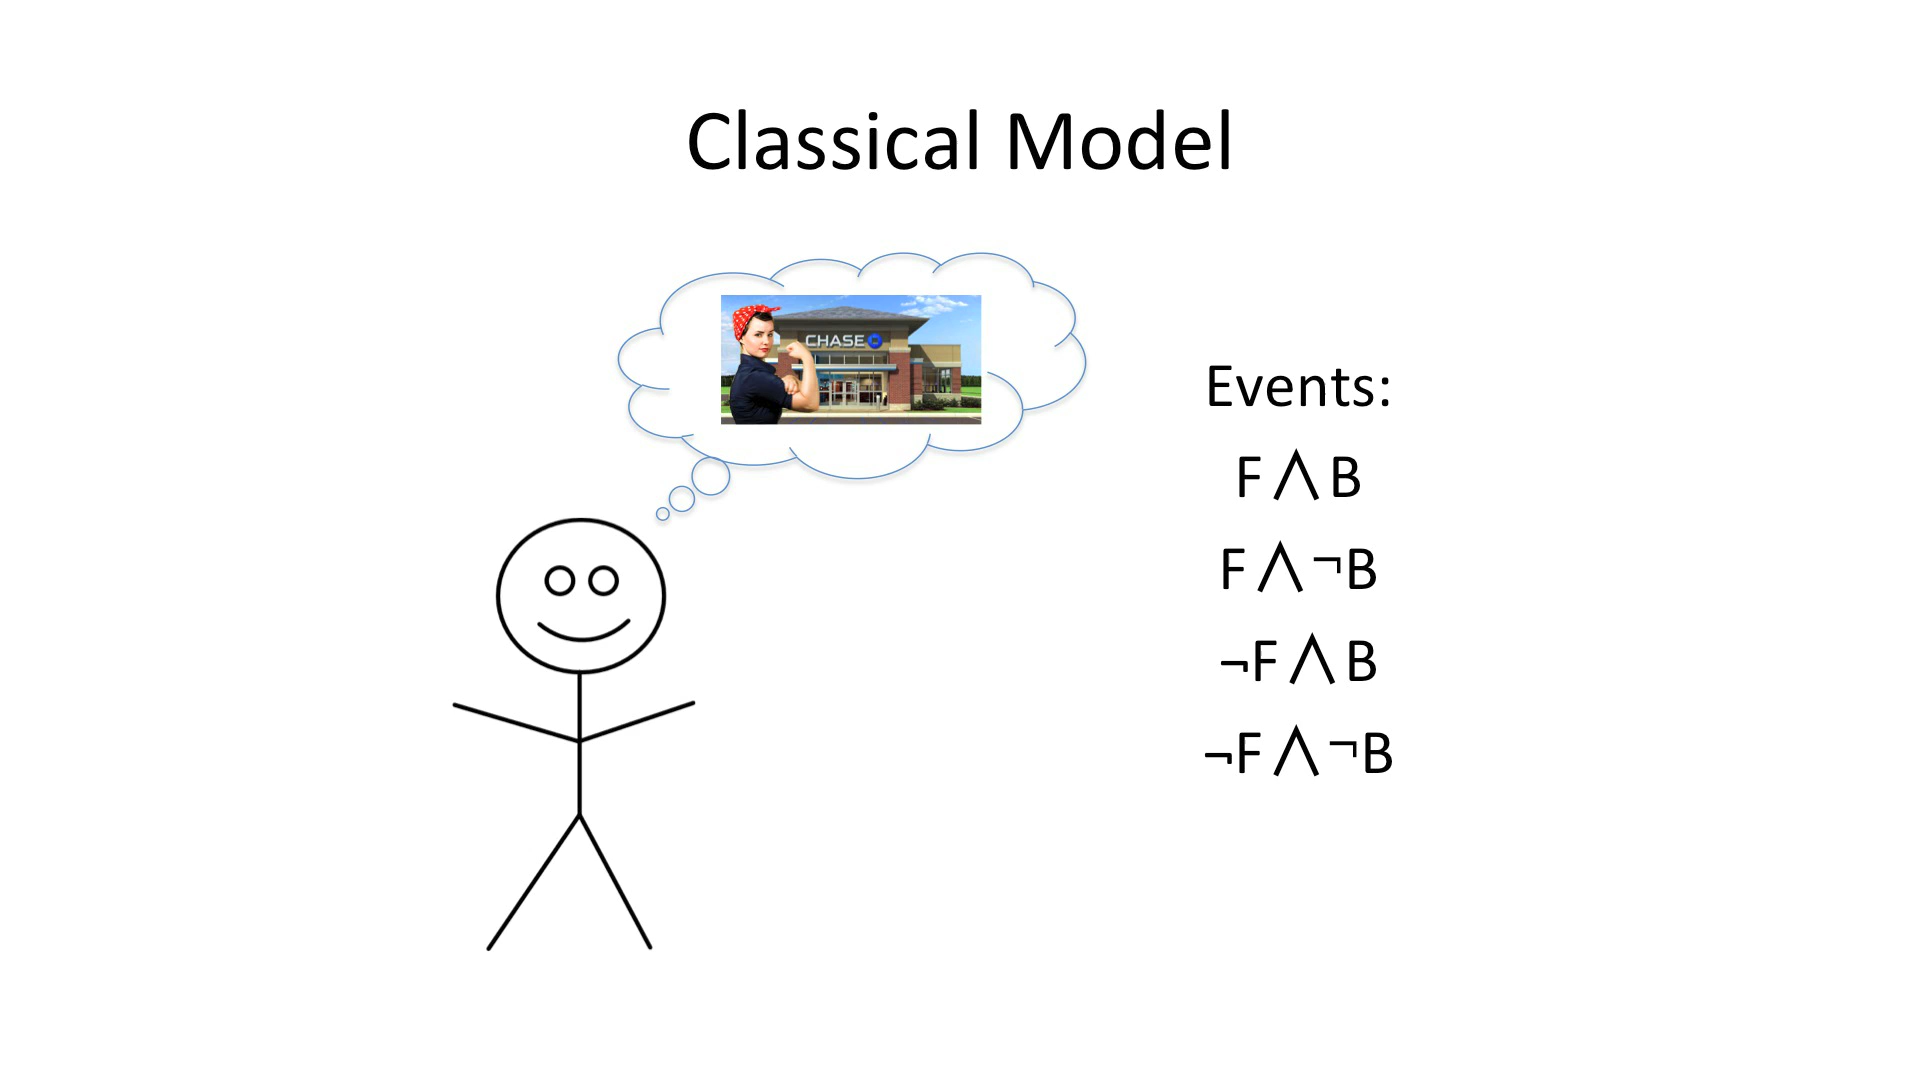 Classical Model
CHASE
Events:
F ⋀ B
F ⋀ ¬B
¬F ⋀ B
¬F ⋀ ¬B